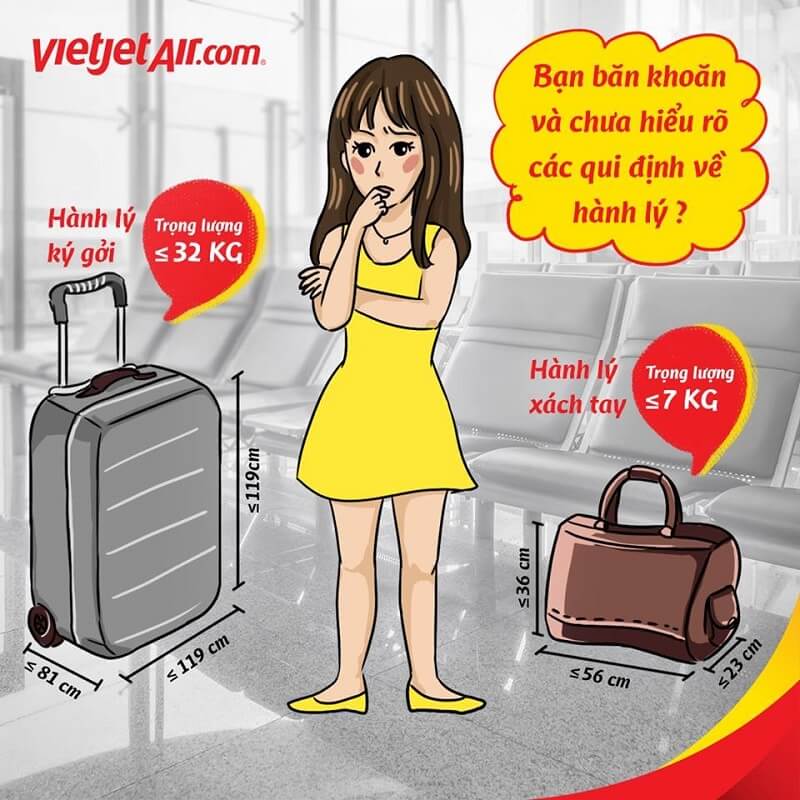 vietjetAir.com
Bạn băn khoăn
và chưa hiểu rõ
các qui định về
hành lý ?
Hành lý
ký gởi
Trọng lượng
≤ 32 KG
≤119cm
≤ 119 cm
≤ 81 cm
Hành lý
xách tay
Trọng lượng
≤7 KG
≤36 cm
≤56 cm
≤23 cm